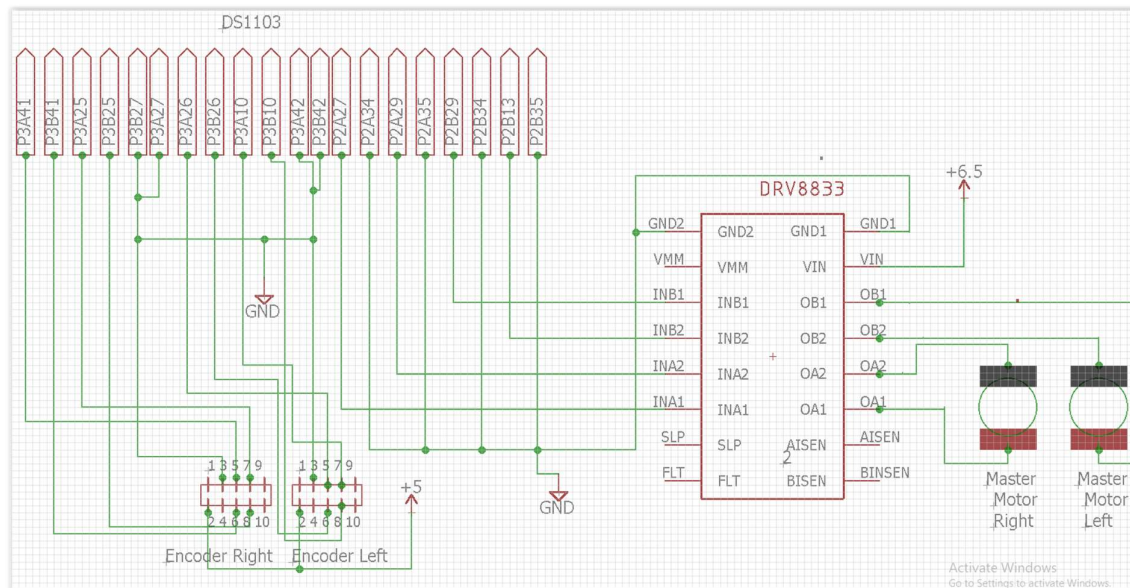 DS1103
P3A41
P3B41
P3A25
P3B25
P3B27
P3A27
P3A26
P3B26
P3A10
P3B10
P3A42
P3B42
P2A27
P2A34
P2A29
P2A35
P2B29
P2B34
P2B13
P2B35
+6.5
DRV8833
GND2 GND2 GND1 GND1
VMM VMM VIN VIN
INB1 INB1 OB1 OB1
INB2 INB2 OB2 OB2
INA2 INA2 OA2 OA2
INA1 INA1 OA1 OA1
SLP SLP AISEN AISEN
2
FLT FLT BISEN BINSEN
GND
GND
1 3 5 7 9
1 3 5 7 9
+5
2 4 6 8 10
2 4 6 8 10
Encoder Right
Encoder Left
Master
Motor
Right
Master
Motor
Left
Activate Windows
Go to Settings to activate Windows.